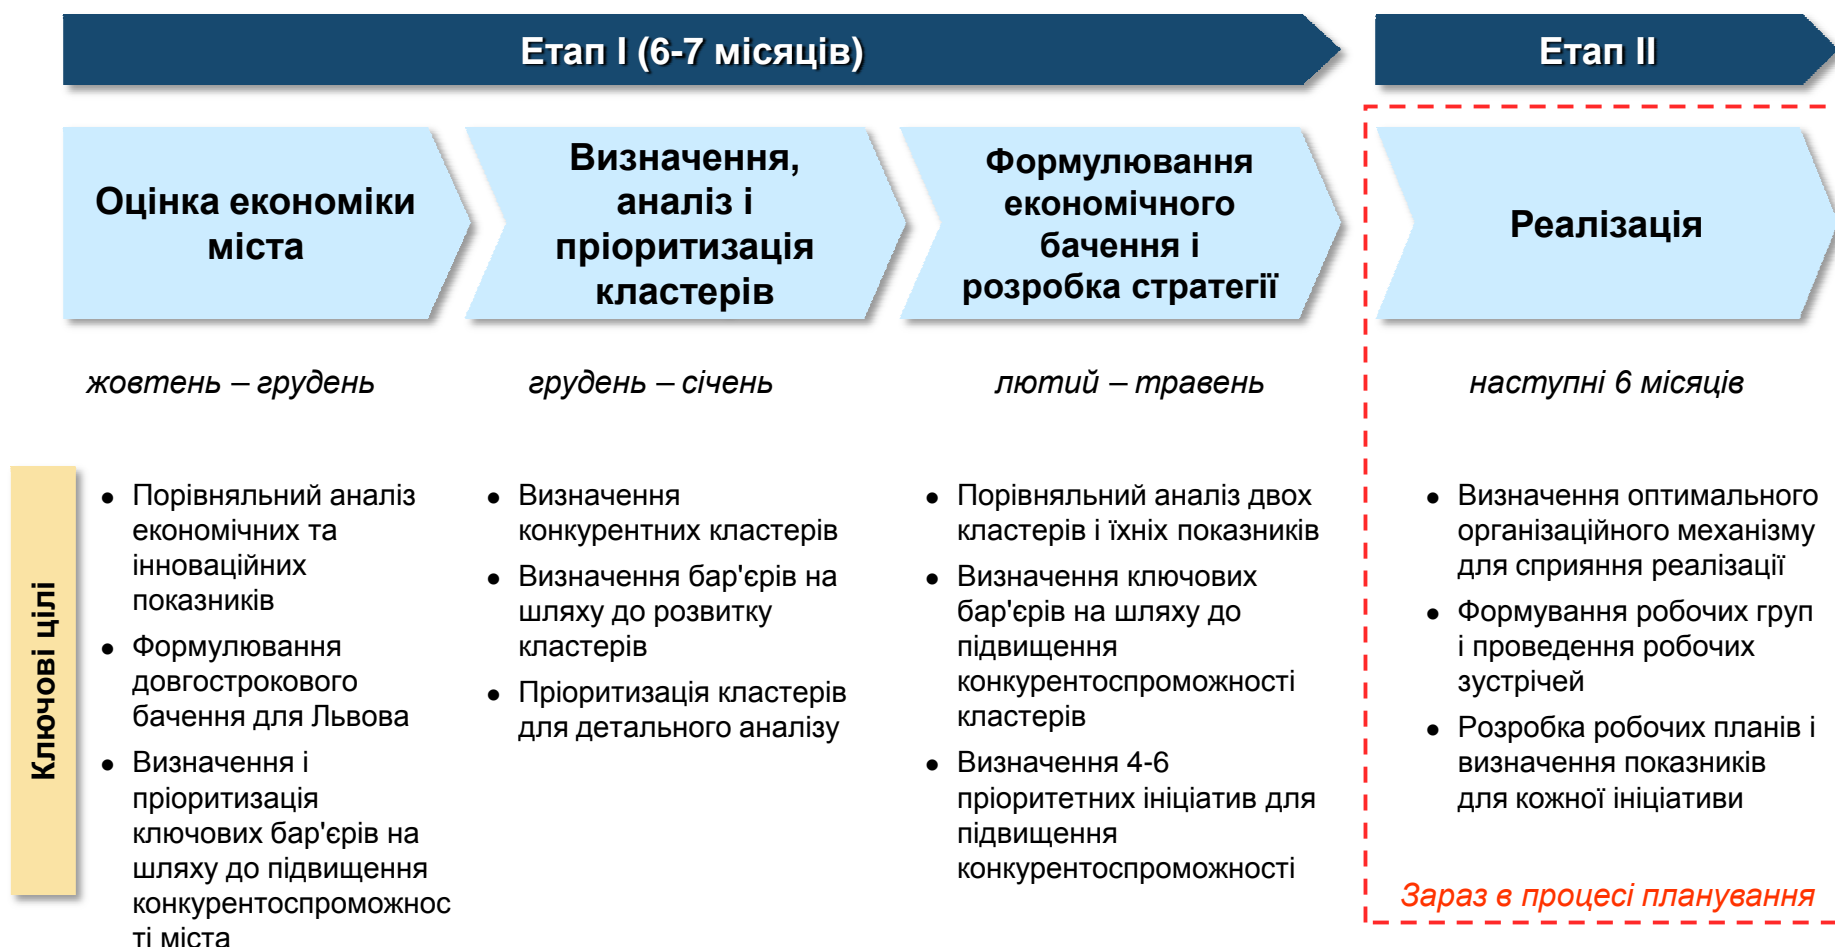 Етап I (6-7 місяців)
Етап II
Оцінка економіки
міста
Визначення,
аналіз і
пріоритизація
кластерів
Формулювання
економічного
бачення і
розробка стратегії
Реалізація
жовтень – грудень
грудень – січень
лютий – травень
наступні 6 місяців
Ключові цілі
● Порівняльний аналіз
економічних та
інноваційних
показників
● Формулювання
довгострокового
бачення для Львова
● Визначення і
пріоритизація
ключових бар'єрів на
шляху до підвищення
конкурентоспроможнос
ті міста
● Визначення
конкурентних кластерів
● Визначення бар'єрів на
шляху до розвитку
кластерів
● Пріоритизація кластерів
для детального аналізу
● Порівняльний аналіз двох
кластерів і їхніх показників
● Визначення ключових
бар'єрів на шляху до
підвищення
конкурентоспроможності
кластерів
● Визначення 4-6
пріоритетних ініціатив для
підвищення
конкурентоспроможності
● Визначення оптимального
організаційного механізму
для сприяння реалізації
● Формування робочих груп
і проведення робочих
зустрічей
● Розробка робочих планів і
визначення показників
для кожної ініціативи
Зараз в процесі планування